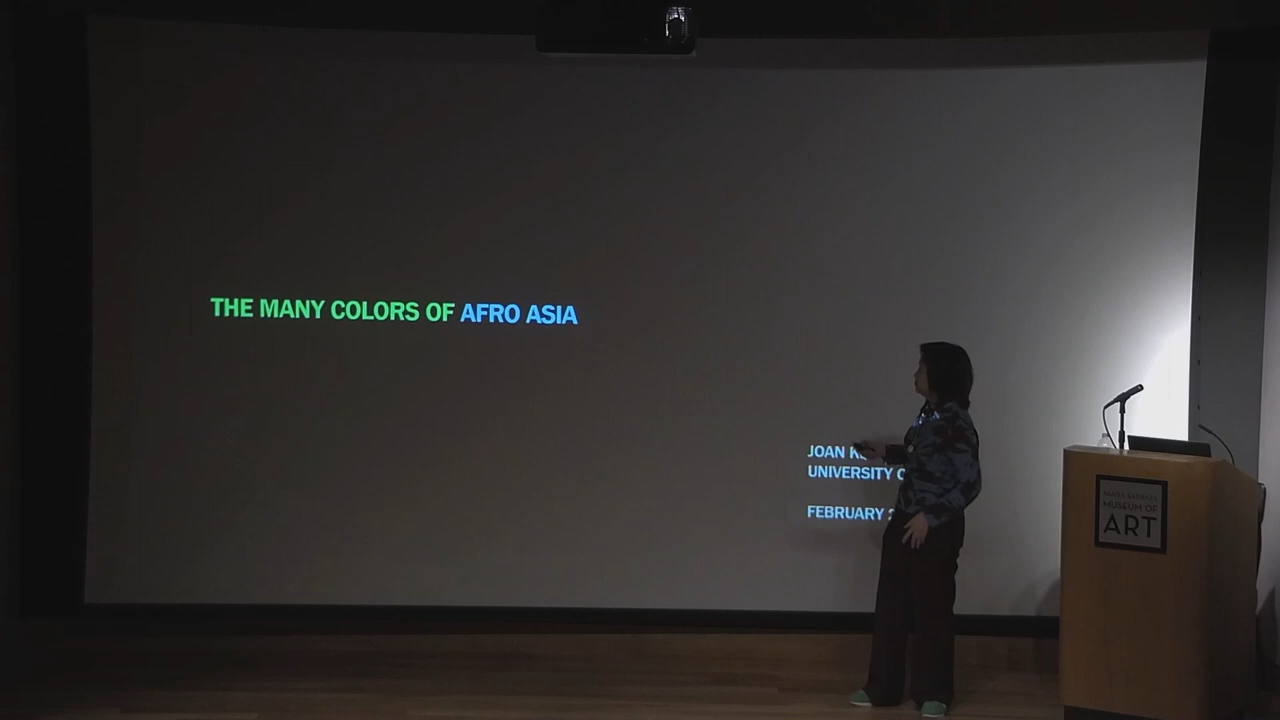 THE MANY COLORS OF AFRO ASIA
JOAN
UNIVERSITY
FEBRUARY
SANTA BARBARA
MUSEUM OF
ART